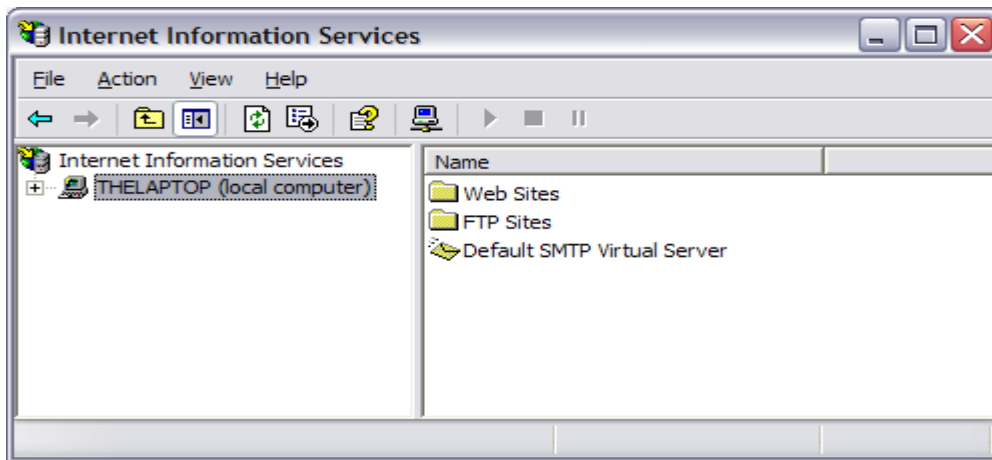 Internet Information Services
File Action View Help
Internet Information Services
THELAPTOP (local computer)
Name
Web Sites
FTP Sites
Default SMTP Virtual Server